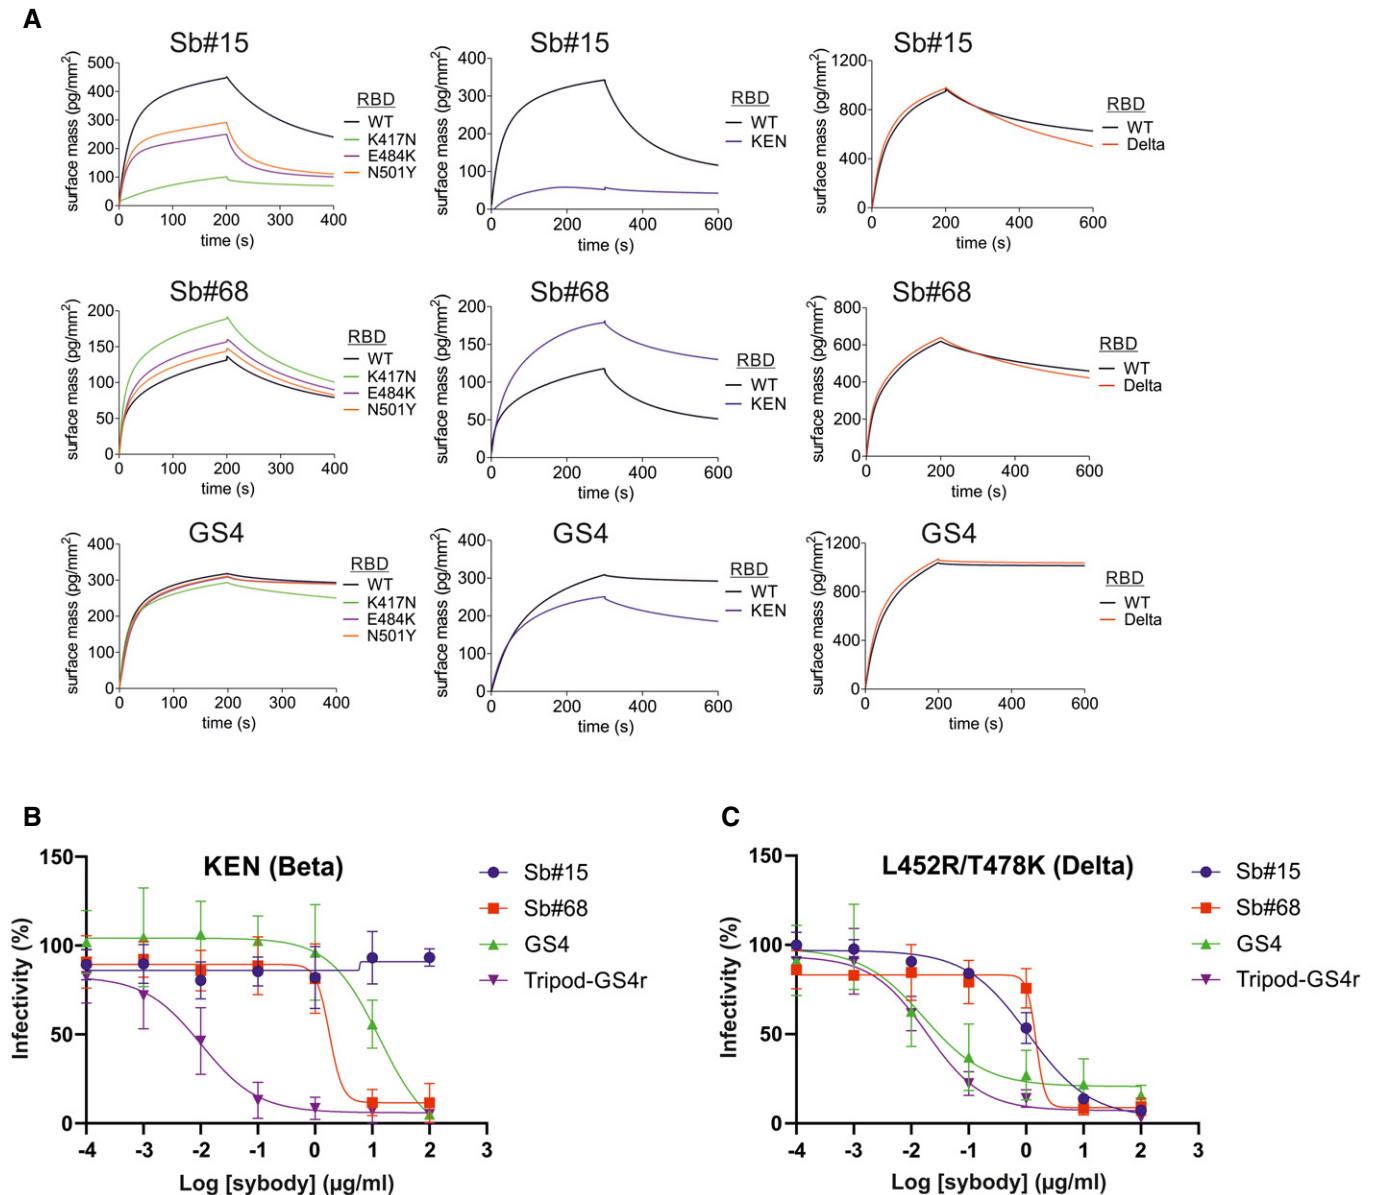 A
Sb#15
surface mass (pg/mm²)
500
400
300
200
100
0
0 100 200 300 400
time (s)
RBD
WT
K417N
E484K
N501Y
Sb#15
surface mass (pg/mm²)
400
300
200
100
0
0 200 400 600
time (s)
RBD
WT
KEN
Sb#15
surface mass (pg/mm²)
1200
800
400
0
0 200 400 600
time (s)
RBD
WT
Delta
Sb#68
surface mass (pg/mm²)
200
150
100
50
0
0 100 200 300 400
time (s)
RBD
WT
K417N
E484K
N501Y
Sb#68
surface mass (pg/mm²)
200
150
100
50
0
0 200 400 600
time (s)
RBD
WT
KEN
Sb#68
surface mass (pg/mm²)
800
600
400
200
0
0 200 400 600
time (s)
RBD
WT
Delta
GS4
surface mass (pg/mm²)
400
300
200
100
0
0 100 200 300 400
time (s)
RBD
WT
K417N
E484K
N501Y
GS4
surface mass (pg/mm²)
400
300
200
100
0
0 200 400 600
time (s)
RBD
WT
KEN
GS4
surface mass (pg/mm²)
1200
800
400
0
0 200 400 600
time (s)
RBD
WT
Delta
B
KEN (Beta)
Infectivity (%)
150
100
50
0
-4 -3 -2 -1 0 1 2 3
Log [sybody] (µg/ml)
Sb#15
Sb#68
GS4
Tripod-GS4r
C
L452R/T478K (Delta)
Infectivity (%)
150
100
50
0
-4 -3 -2 -1 0 1 2 3
Log [sybody] (µg/ml)
Sb#15
Sb#68
GS4
Tripod-GS4r